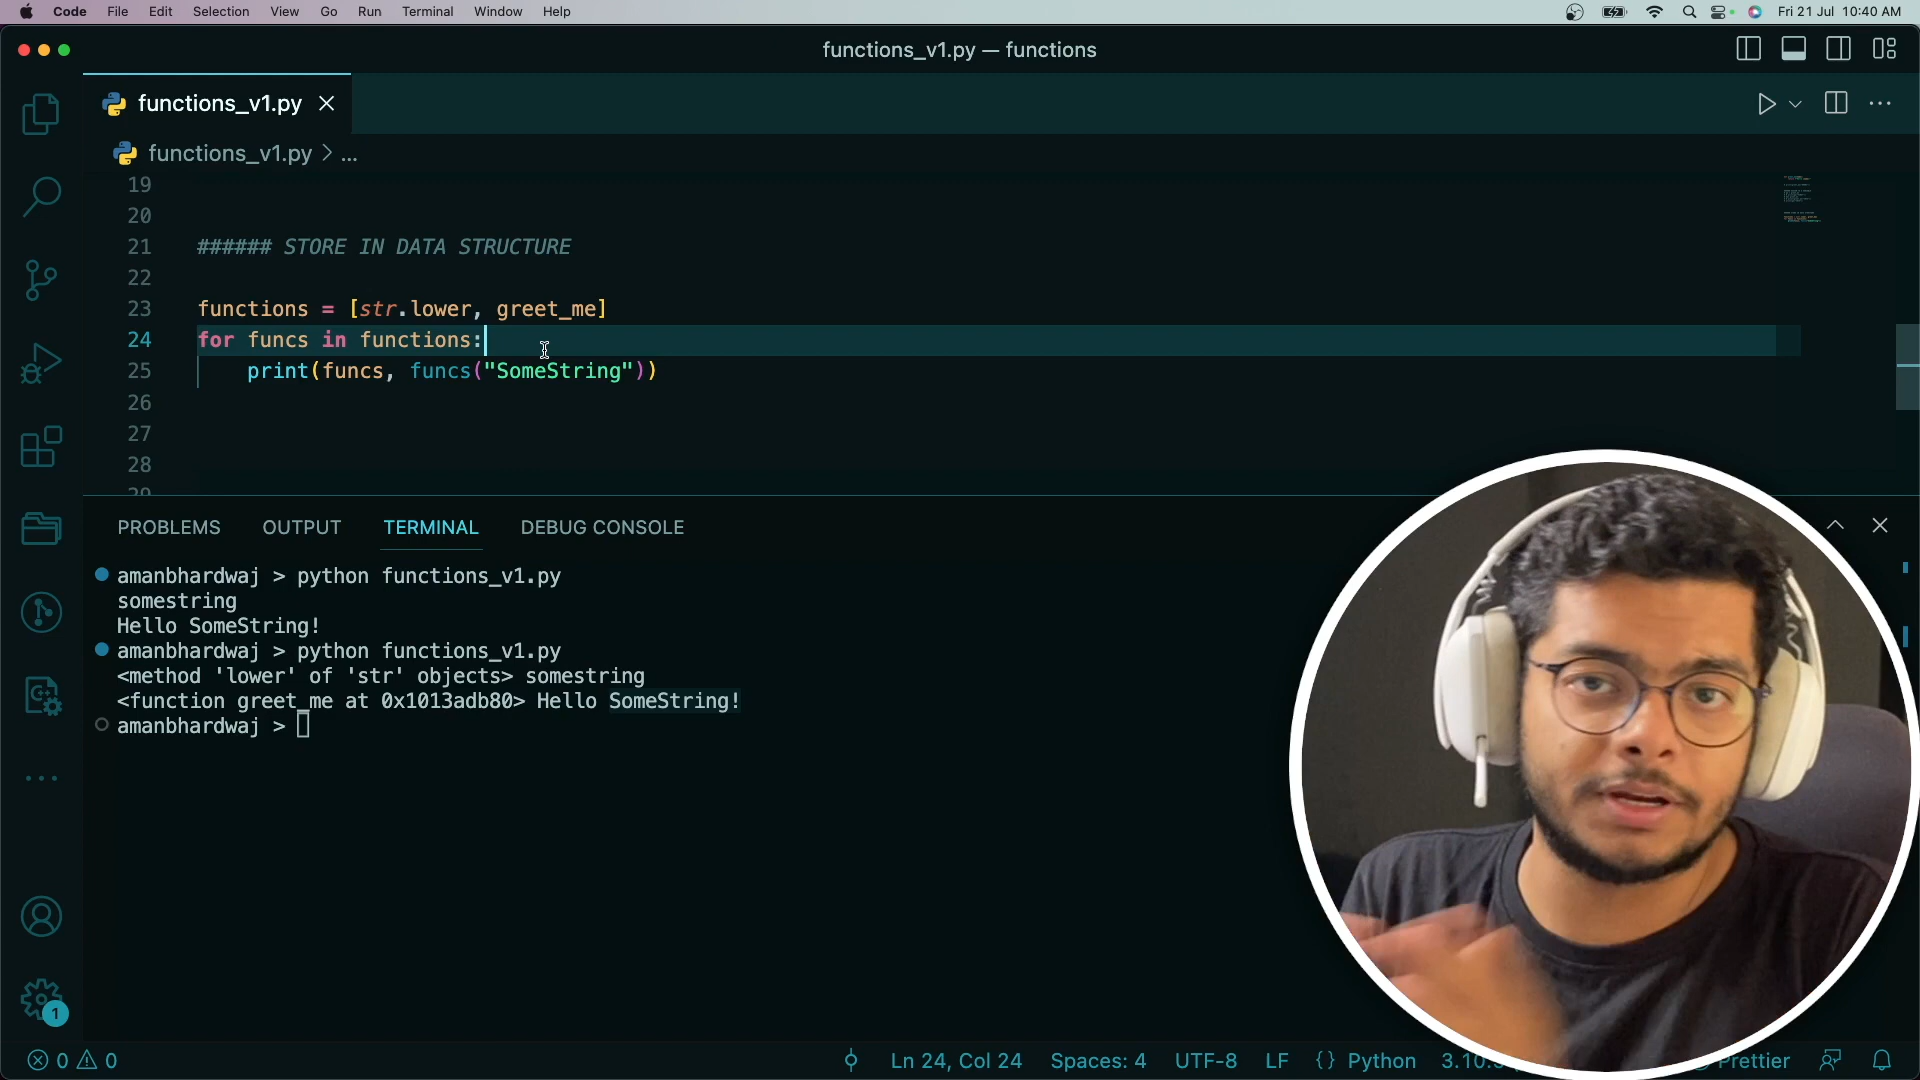 Code File Edit Selection View Go Run Terminal Window Help Fri 21 Jul 10:40 AM
functions_v1.py — functions
functions_v1.py
functions_v1.py > ...
19
20
21 ###### STORE IN DATA STRUCTURE
22
23 functions = [str.lower, greet_me]
24 for funcs in functions:
25 print(funcs, funcs("SomeString"))
26
27
28
29
PROBLEMS OUTPUT TERMINAL DEBUG CONSOLE
amanbhardwaj > python functions_v1.py
somestring
Hello SomeString!
amanbhardwaj > python functions_v1.py
<method 'lower' of 'str' objects> somestring
<function greet_me at 0x1013adb80> Hello SomeString!
amanbhardwaj >
1
0 0 Ln 24, Col 24 Spaces: 4 UTF-8 LF {} Python Prettier